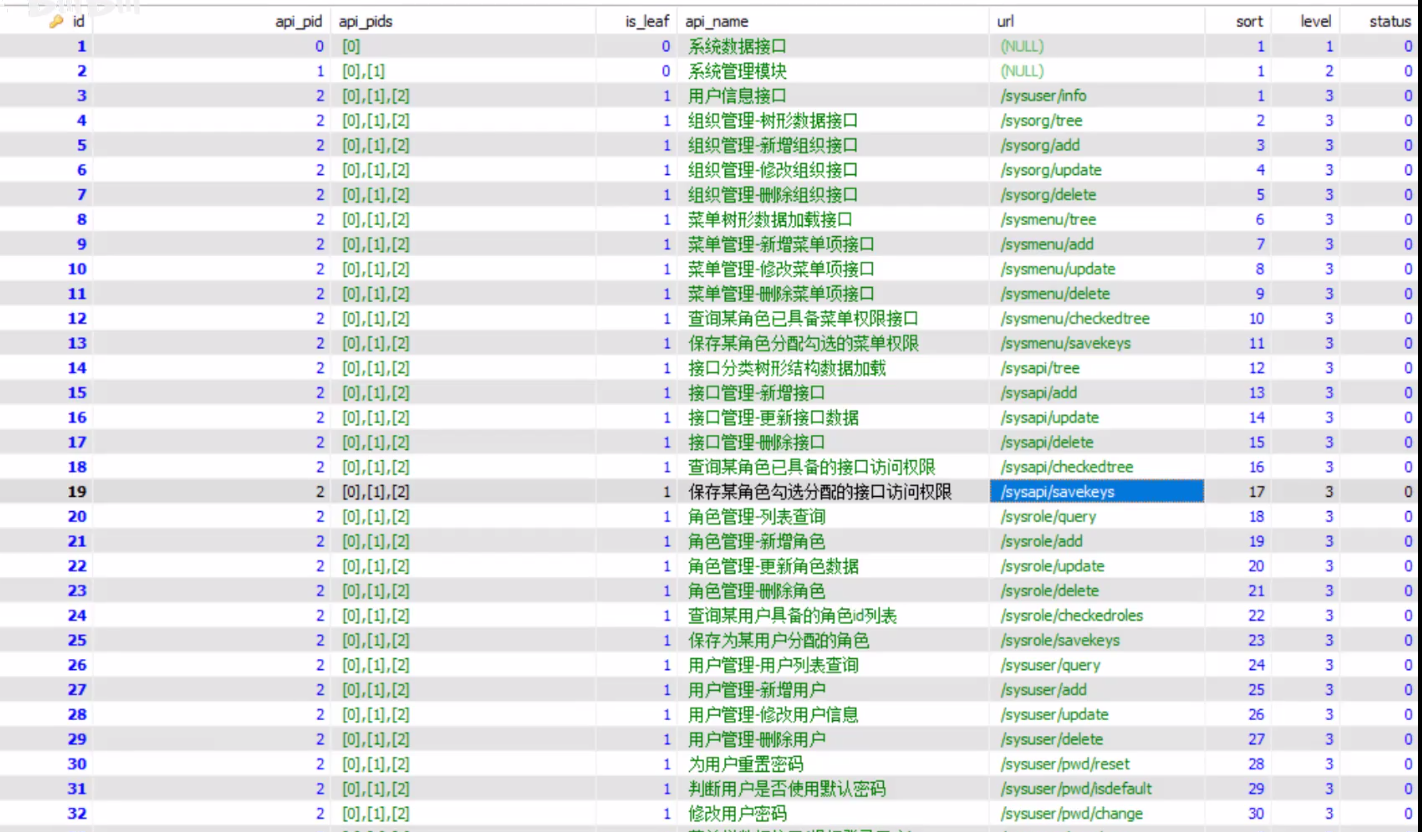 id api_pid api_pids is_leaf api_name url sort level status
1 0 [0] 0 系统数据接口 (NULL) 1 1 0
2 1 [0],[1] 0 系统管理模块 (NULL) 1 2 0
3 2 [0],[1],[2] 1 用户信息接口 /sysuser/info 1 3 0
4 2 [0],[1],[2] 1 组织管理-树形数据接口 /sysorg/tree 2 3 0
5 2 [0],[1],[2] 1 组织管理-新增组织接口 /sysorg/add 3 3 0
6 2 [0],[1],[2] 1 组织管理-修改组织接口 /sysorg/update 4 3 0
7 2 [0],[1],[2] 1 组织管理-删除组织接口 /sysorg/delete 5 3 0
8 2 [0],[1],[2] 1 菜单树形数据加载接口 /sysmenu/tree 6 3 0
9 2 [0],[1],[2] 1 菜单管理-新增菜单项接口 /sysmenu/add 7 3 0
10 2 [0],[1],[2] 1 菜单管理-修改菜单项接口 /sysmenu/update 8 3 0
11 2 [0],[1],[2] 1 菜单管理-删除菜单项接口 /sysmenu/delete 9 3 0
12 2 [0],[1],[2] 1 查询某角色已具备菜单权限接口 /sysmenu/checkedtree 10 3 0
13 2 [0],[1],[2] 1 保存某角色分配勾选的菜单权限 /sysmenu/savekeys 11 3 0
14 2 [0],[1],[2] 1 接口分类树形结构数据加载 /sysapi/tree 12 3 0
15 2 [0],[1],[2] 1 接口管理-新增接口 /sysapi/add 13 3 0
16 2 [0],[1],[2] 1 接口管理-更新接口数据 /sysapi/update 14 3 0
17 2 [0],[1],[2] 1 接口管理-删除接口 /sysapi/delete 15 3 0
18 2 [0],[1],[2] 1 查询某角色已具备的接口访问权限 /sysapi/checkedtree 16 3 0
19 2 [0],[1],[2] 1 保存某角色勾选分配的接口访问权限 /sysapi/savekeys 17 3 0
20 2 [0],[1],[2] 1 角色管理-列表查询 /sysrole/query 18 3 0
21 2 [0],[1],[2] 1 角色管理-新增角色 /sysrole/add 19 3 0
22 2 [0],[1],[2] 1 角色管理-更新角色数据 /sysrole/update 20 3 0
23 2 [0],[1],[2] 1 角色管理-删除角色 /sysrole/delete 21 3 0
24 2 [0],[1],[2] 1 查询某用户具备的角色id列表 /sysrole/checkedroles 22 3 0
25 2 [0],[1],[2] 1 保存为某用户分配的角色 /sysrole/savekeys 23 3 0
26 2 [0],[1],[2] 1 用户管理-用户列表查询 /sysuser/query 24 3 0
27 2 [0],[1],[2] 1 用户管理-新增用户 /sysuser/add 25 3 0
28 2 [0],[1],[2] 1 用户管理-修改用户信息 /sysuser/update 26 3 0
29 2 [0],[1],[2] 1 用户管理-删除用户 /sysuser/delete 27 3 0
30 2 [0],[1],[2] 1 为用户重置密码 /sysuser/pwd/reset 28 3 0
31 2 [0],[1],[2] 1 判断用户是否使用默认密码 /sysuser/pwd/isdefault 29 3 0
32 2 [0],[1],[2] 1 修改用户密码 /sysuser/pwd/change 30 3 0